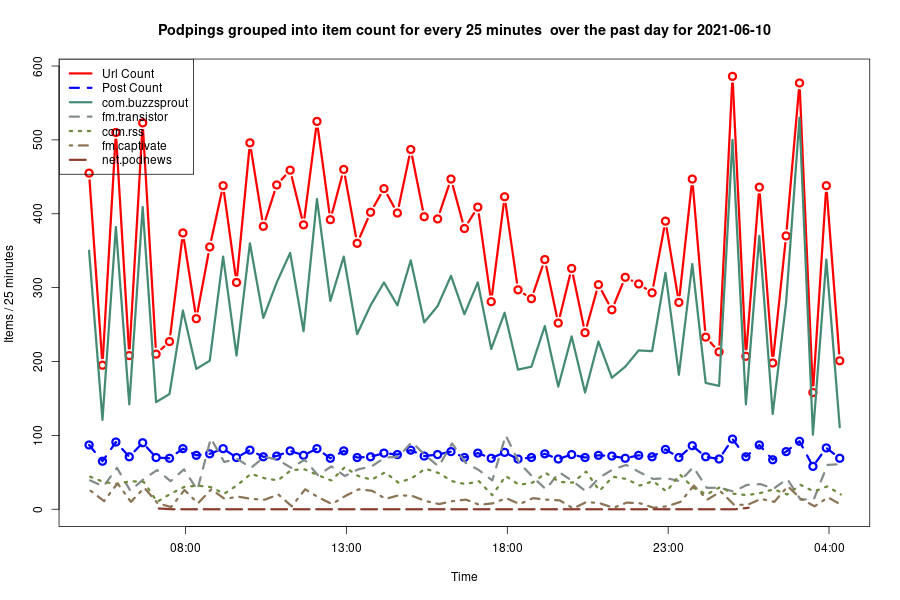 Podpings grouped into item count for every 25 minutes  over the past day for 2021-06-10
Url Count
Post Count
com.buzzsprout
fm.transistor
com.rss
fm.captivate
net.podnews
600
500
400
300
200
100
0
Items / 25 minutes
08:00
13:00
18:00
23:00
04:00
Time